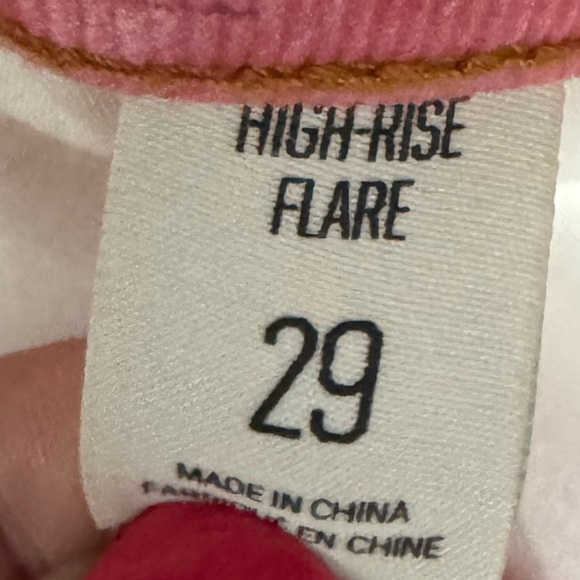 HIGH-RISE
FLARE
29
MADE IN CHINA
EN CHINE